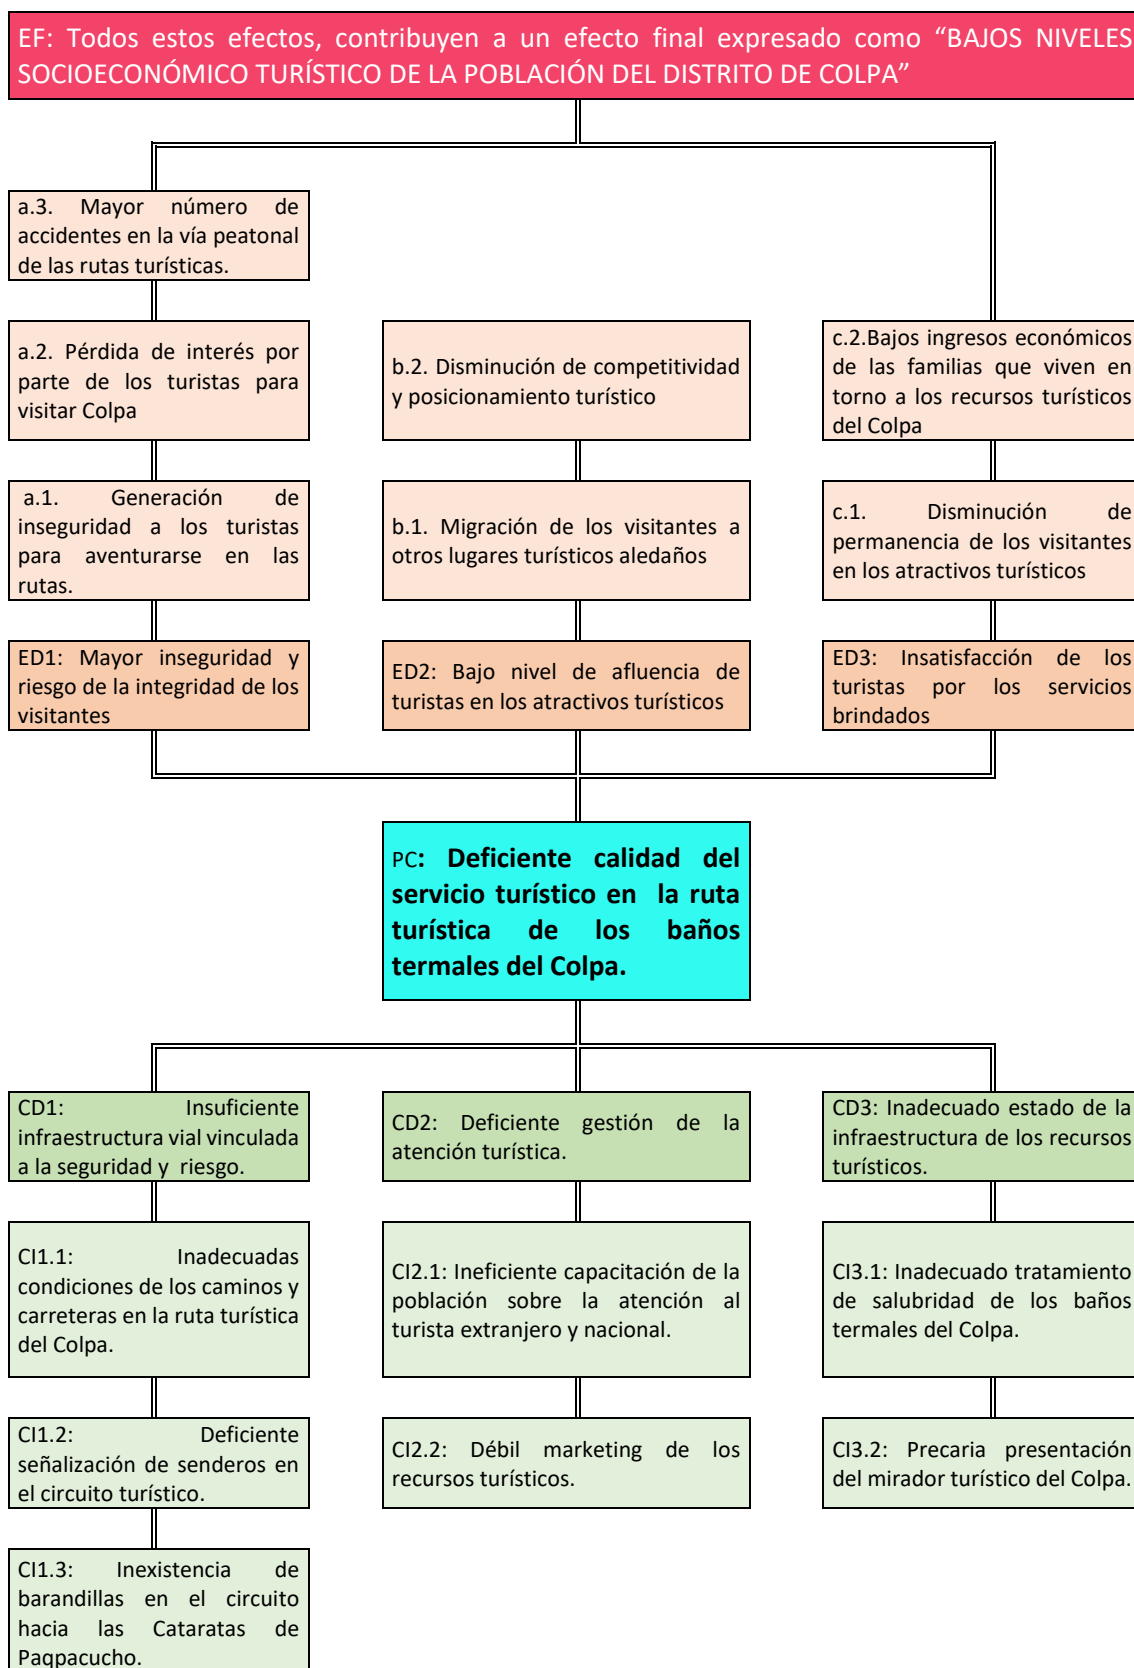 EF: Todos estos efectos, contribuyen a un efecto final expresado como “BAJOS NIVELES
SOCIOECONÓMICO TURÍSTICO DE LA POBLACIÓN DEL DISTRITO DE COLPA”
a.3. Mayor número de
accidentes en la vía peatonal
de las rutas turísticas.
a.2. Pérdida de interés por
parte de los turistas para
visitar Colpa
b.2. Disminución de competitividad
y posicionamiento turístico
c.2.Bajos ingresos económicos
de las familias que viven en
torno a los recursos turísticos
del Colpa
a.1. Generación de
inseguridad a los turistas
para aventurarse en las
rutas.
b.1. Migración de los visitantes a
otros lugares turísticos aledaños
c.1. Disminución de
permanencia de los visitantes
en los atractivos turísticos
ED1: Mayor inseguridad y
riesgo de la integridad de los
visitantes
ED2: Bajo nivel de afluencia de
turistas en los atractivos turísticos
ED3: Insatisfacción de los
turistas por los servicios
brindados
PC: Deficiente calidad del
servicio turístico en la ruta
turística de los baños
termales del Colpa.
CD1: Insuficiente
infraestructura vial vinculada
a la seguridad y riesgo.
CD2: Deficiente gestión de la
atención turística.
CD3: Inadecuado estado de la
infraestructura de los recursos
turísticos.
CI1.1: Inadecuadas
condiciones de los caminos y
carreteras en la ruta turística
del Colpa.
CI2.1: Ineficiente capacitación de la
población sobre la atención al
turista extranjero y nacional.
CI3.1: Inadecuado tratamiento
de salubridad de los baños
termales del Colpa.
CI1.2: Deficiente
señalización de senderos en
el circuito turístico.
CI2.2: Débil marketing de los
recursos turísticos.
CI3.2: Precaria presentación
del mirador turístico del Colpa.
CI1.3: Inexistencia de
barandillas en el circuito
hacia las Cataratas de
Paqpacucho.